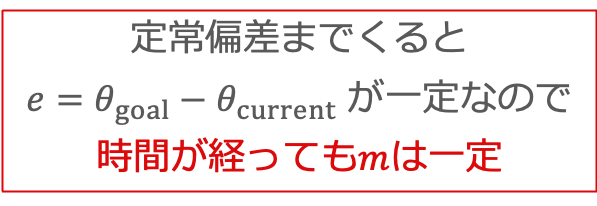 定常偏差までくると
e = θgoal − θcurrent が一定なので
時間が経ってもmは一定